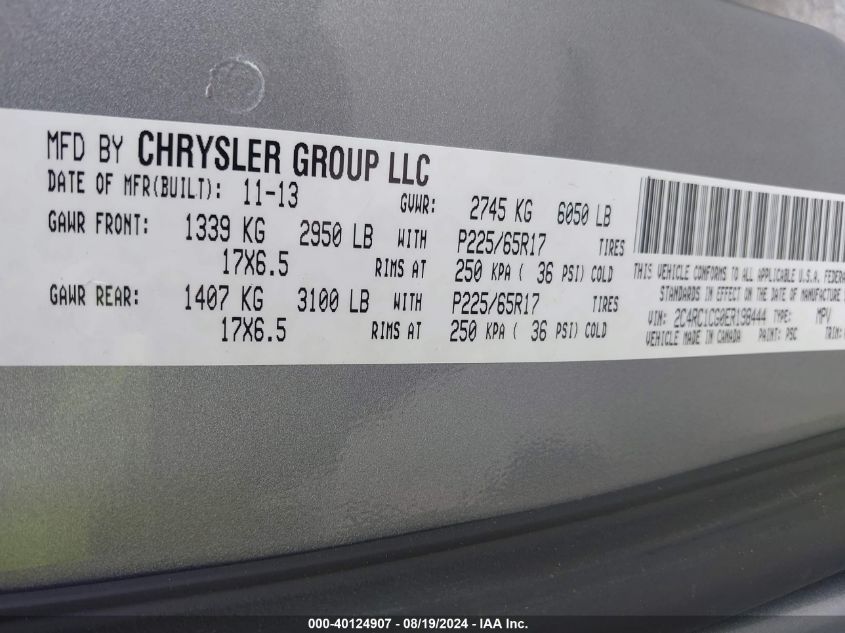 MFD BY CHRYSLER GROUP LLC
DATE OF MFR(BUILT): 11-13 GVWR: 2745 KG 6050 LB
GAWR FRONT: 1339 KG 2950 LB WITH P225/65R17 TIRES
17X6.5 RIMS AT 250 KPA ( 36 PSI) COLD
GAWR REAR: 1407 KG 3100 LB WITH P225/65R17 TIRES
17X6.5 RIMS AT 250 KPA ( 36 PSI) COLD
THIS VEHICLE CONFORMS TO ALL APPLICABLE U.S.A. FEDERA
STANDARDS IN EFFECT ON THE DATE OF MANUFACTURE
VIN: 2C4RC1CG0ER198444 TYPE: MPV
VEHICLE MADE IN CANADA PAINT: PSC TRIM:
000-40124907 - 08/19/2024 - IAA Inc.